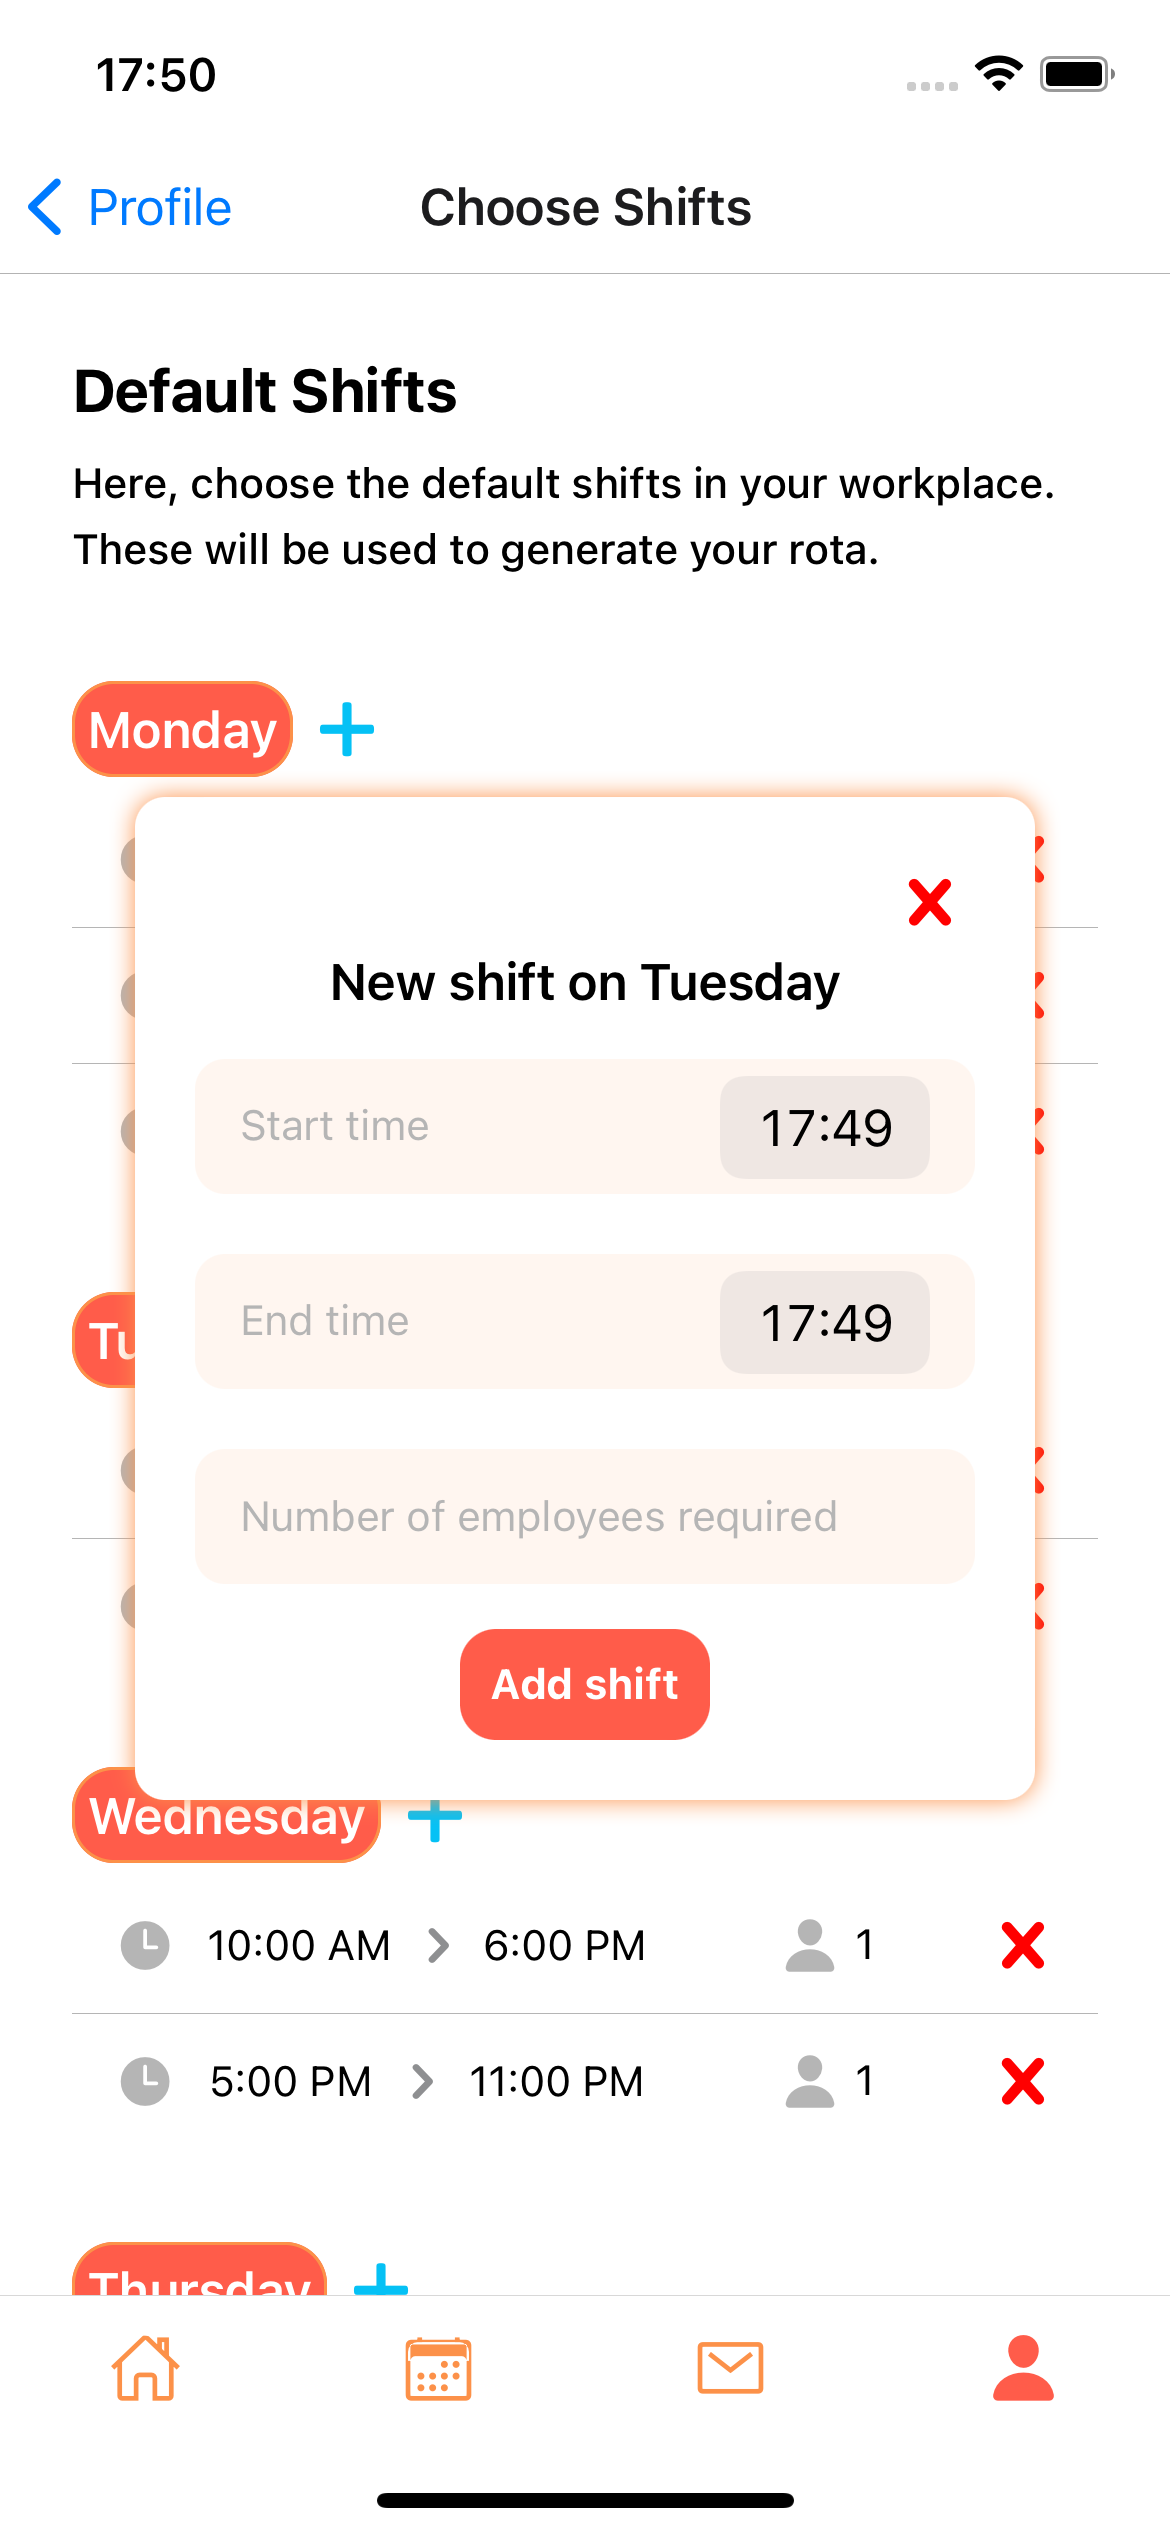 17:50
Profile
Choose Shifts
Default Shifts
Here, choose the default shifts in your workplace.
These will be used to generate your rota.
Monday
New shift on Tuesday
Start time
17:49
End time
17:49
Number of employees required
Add shift
Tu
Wednesday
10:00 AM > 6:00 PM 1
5:00 PM > 11:00 PM 1
Thursday